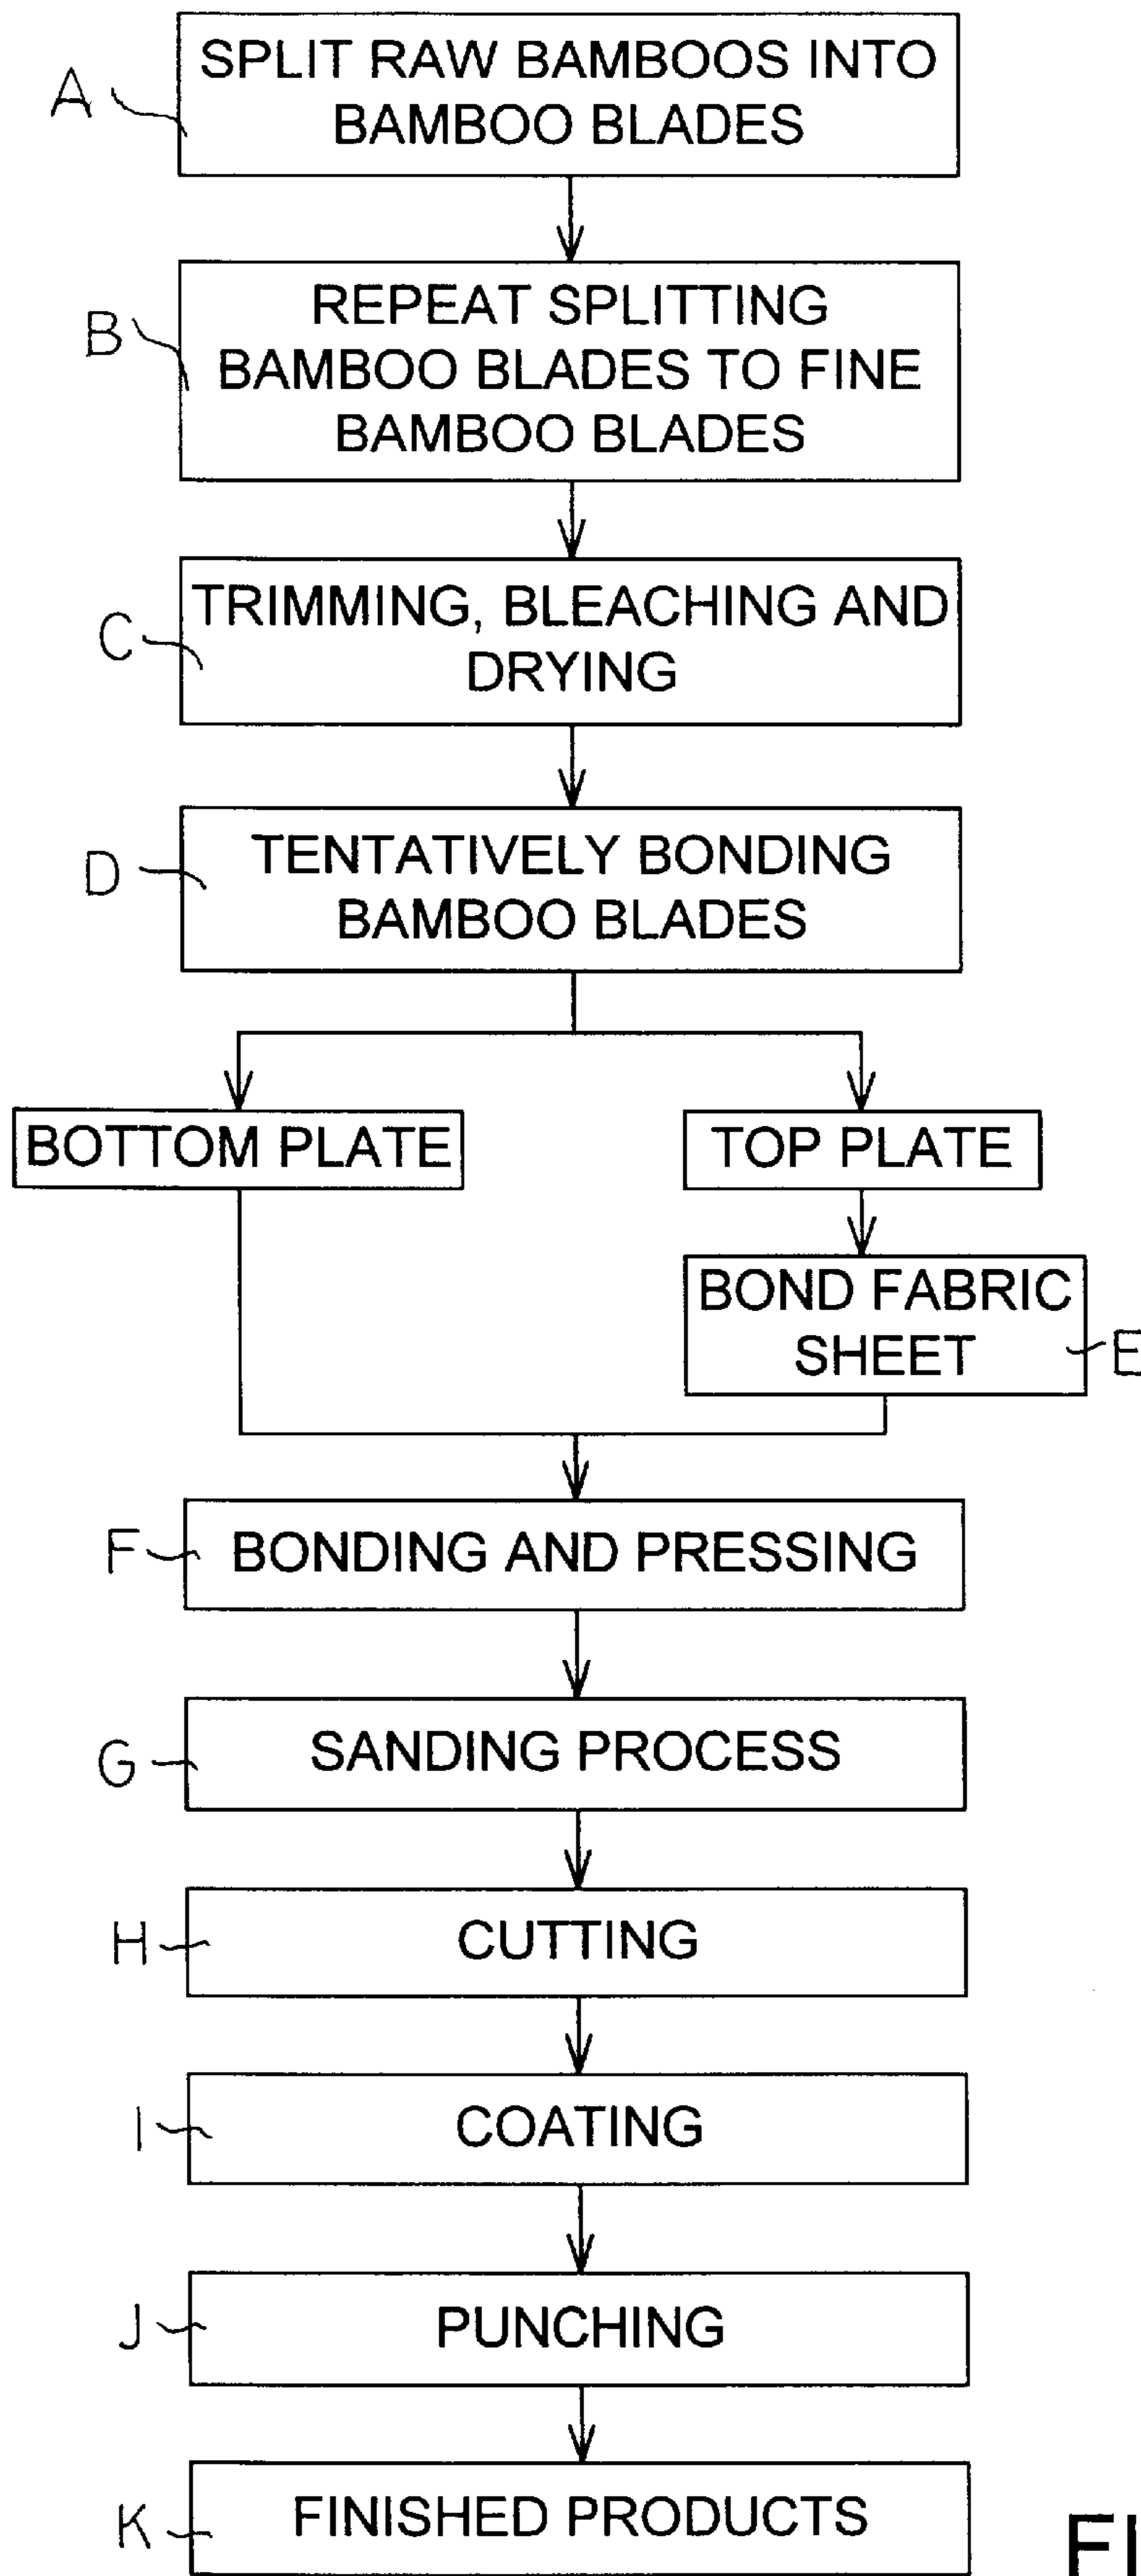 A
SPLIT RAW BAMBOOS INTO
BAMBOO BLADES
B
REPEAT SPLITTING
BAMBOO BLADES TO FINE
BAMBOO BLADES
C
TRIMMING, BLEACHING AND
DRYING
D
TENTATIVELY BONDING
BAMBOO BLADES
BOTTOM PLATE
TOP PLATE
BOND FABRIC
SHEET
E
F
BONDING AND PRESSING
G
SANDING PROCESS
H
CUTTING
I
COATING
J
PUNCHING
K
FINISHED PRODUCTS